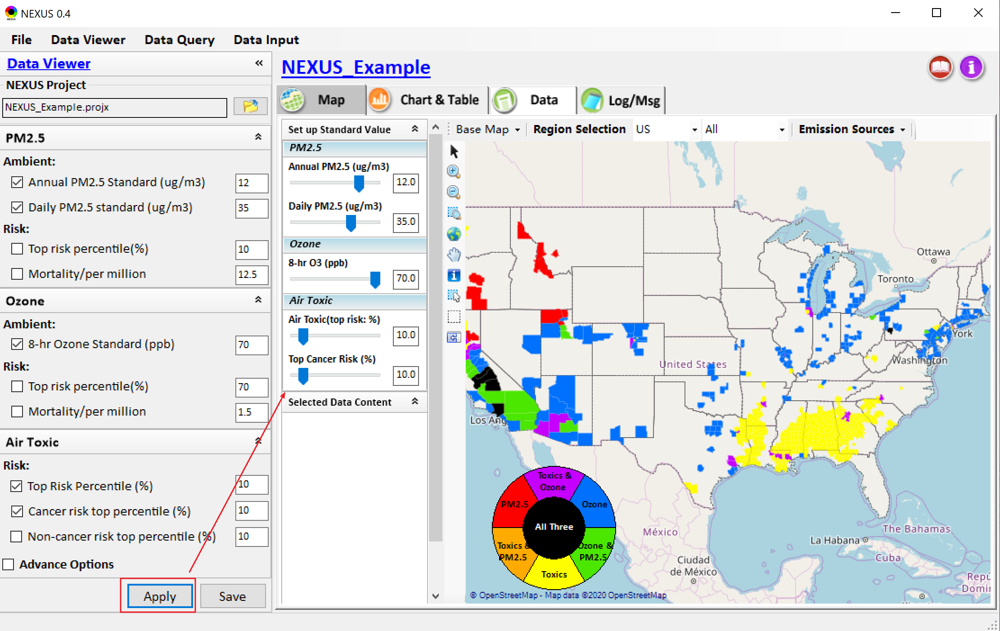 NEXUS 0.4
File Data Viewer Data Query Data Input
Data Viewer «
NEXUS Project
NEXUS_Example.projx
PM2.5
Ambient:
Annual PM2.5 Standard (ug/m3) 12
Daily PM2.5 standard (ug/m3) 35
Risk:
Top risk percentile(%) 10
Mortality/per million 12.5
Ozone
Ambient:
8-hr Ozone Standard (ppb) 70
Risk:
Top risk percentile(%) 70
Mortality/per million 1.5
Air Toxic
Risk:
Top Risk Percentile (%) 10
Cancer risk top percentile (%) 10
Non-cancer risk top percentile (%) 10
Advance Options
Apply Save
NEXUS_Example
Map Chart & Table Data Log/Msg
Set up Standard Value
PM2.5
Annual PM2.5 (ug/m3)
12.0
Daily PM2.5 (ug/m3)
35.0
Ozone
8-hr O3 (ppb)
70.0
Air Toxic
Air Toxic(top risk: %)
10.0
Top Cancer Risk (%)
10.0
Selected Data Content
Base Map Region Selection US All Emission Sources
Ottawa
Toronto
York
Washington
United States
Los Ang
México
Ciudad
de México
La Habana
Cuba
The Bahamas
Repú
Domi
Toxics &
Ozone
PM2.5
Ozone
All Three
Toxics &
PM2.5
Ozone &
PM2.5
Toxics
© OpenStreetMap - Map data ©2020 OpenStreetMap